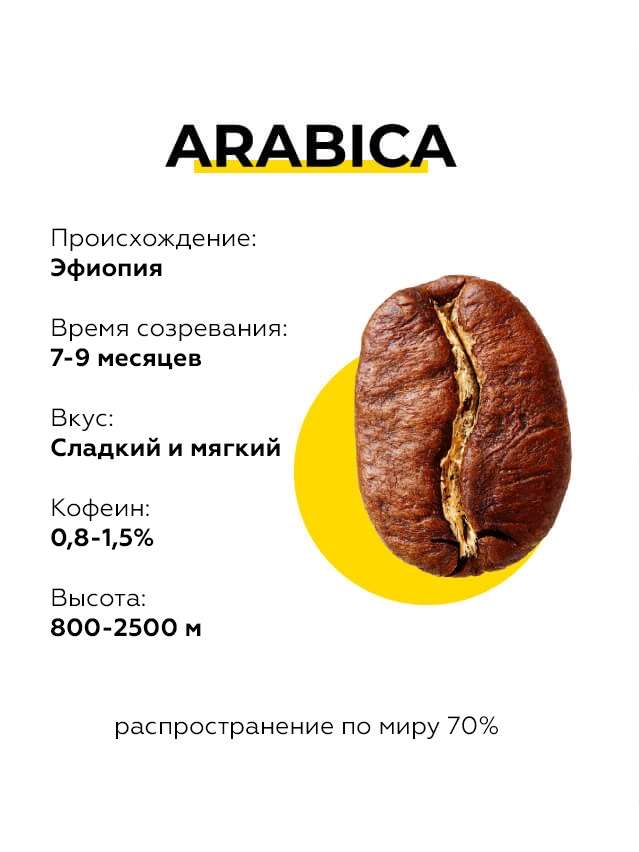 ARABICA
Происхождение:
Эфиопия
Время созревания:
7-9 месяцев
Вкус:
Сладкий и мягкий
Кофеин:
0,8-1,5%
Высота:
800-2500 м
распространение по миру 70%